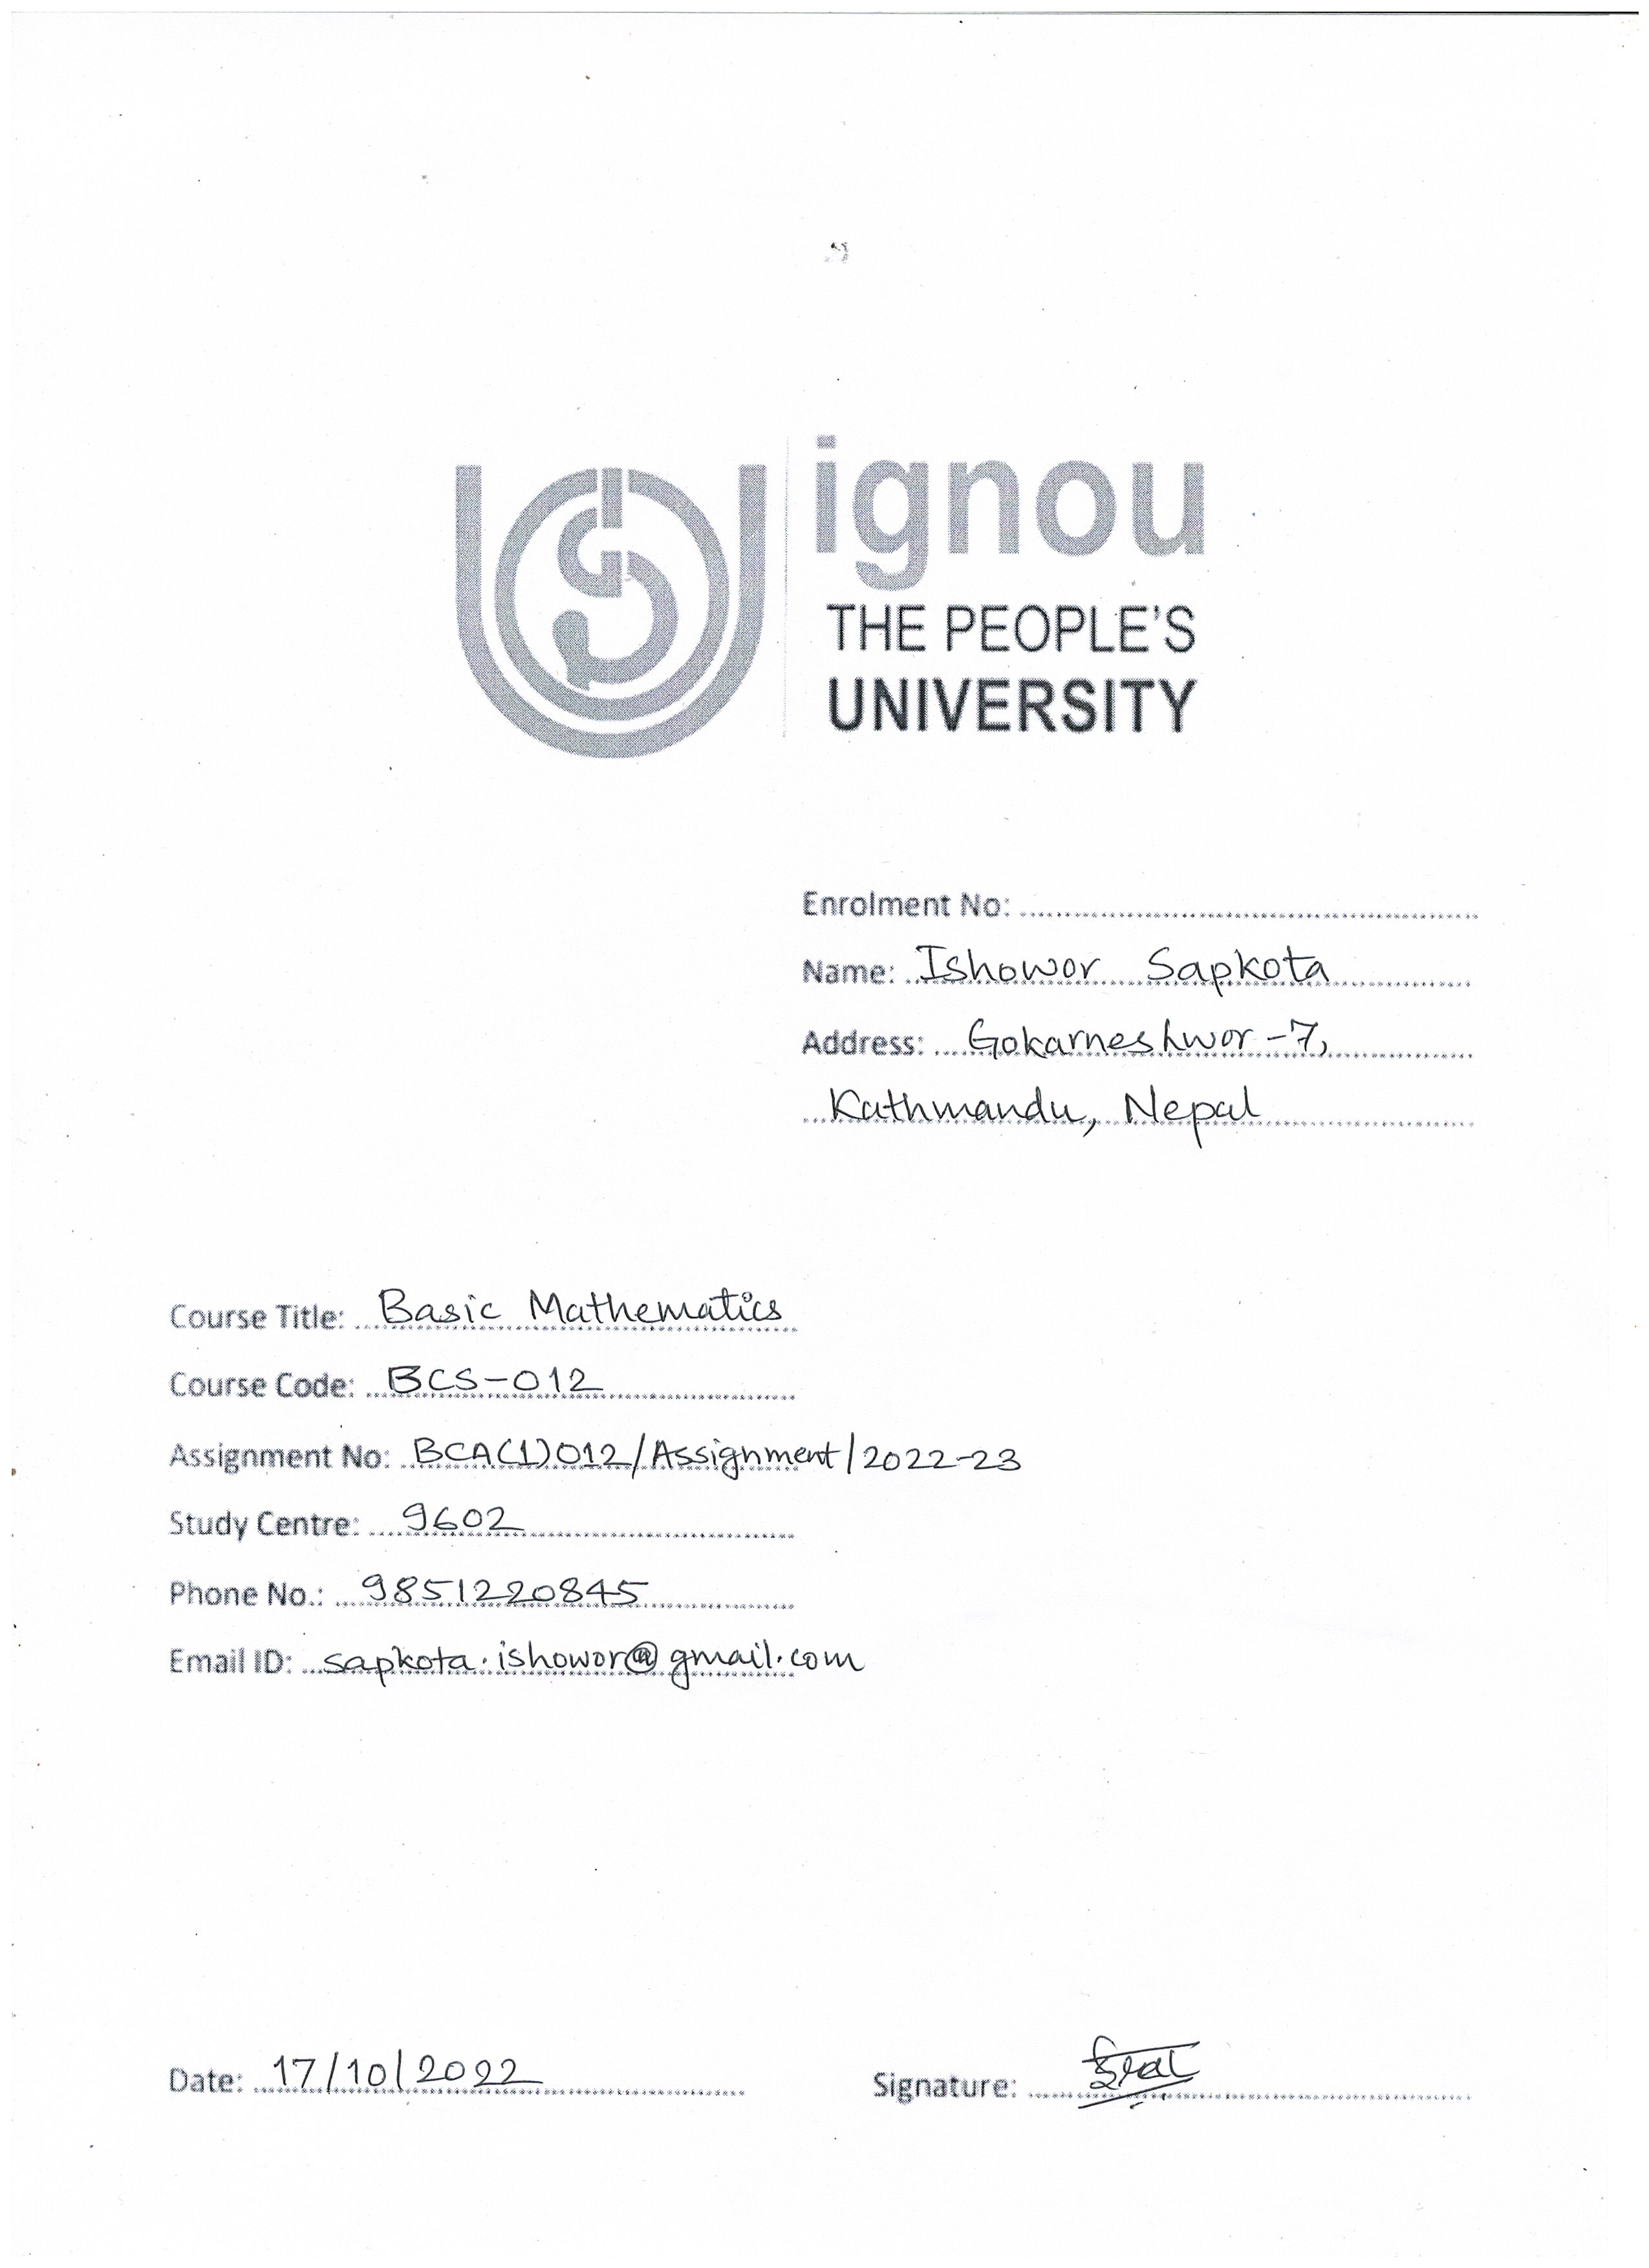 ignou
THE PEOPLE'S
UNIVERSITY
Enrolment No:
Name: Ishowor Sapkota
Address: Gokarneshwor-7,
Kathmandu, Nepal
Course Title: Basic Mathematics
Course Code: BCS-012
Assignment No: BCA(1)012/Assignment/2022-23
Study Centre: 9602
Phone No.: 9851220845
Email ID: sapkota.ishowor@gmail.com
Date: 17/10/2022
Signature: